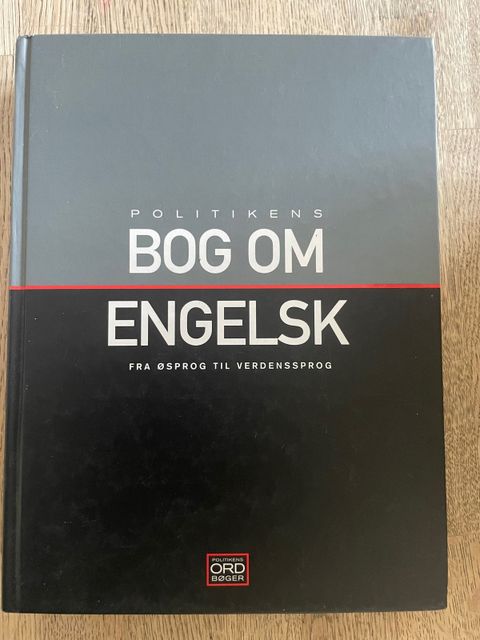 POLITIKENS
BOG OM
ENGELSK
FRA ØSPROG TIL VERDENSSPROG
POLITIKENS
ORD
BØGER